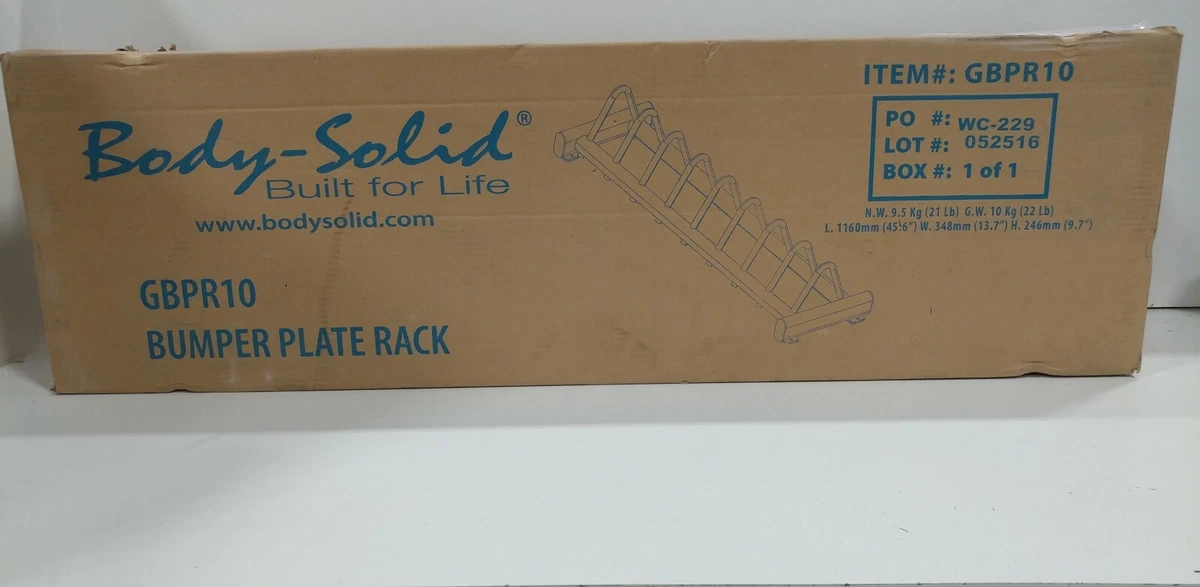 Body-Solid®
Built for Life
www.bodysolid.com
GBPR10
BUMPER PLATE RACK
ITEM#: GBPR10
PO #: WC-229
LOT #: 052516
BOX #: 1 of 1
N.W. 9.5 Kg (21 Lb) G.W. 10 Kg (22 Lb)
L. 1160mm (45.6") W. 348mm (13.7") H. 246mm (9.7")